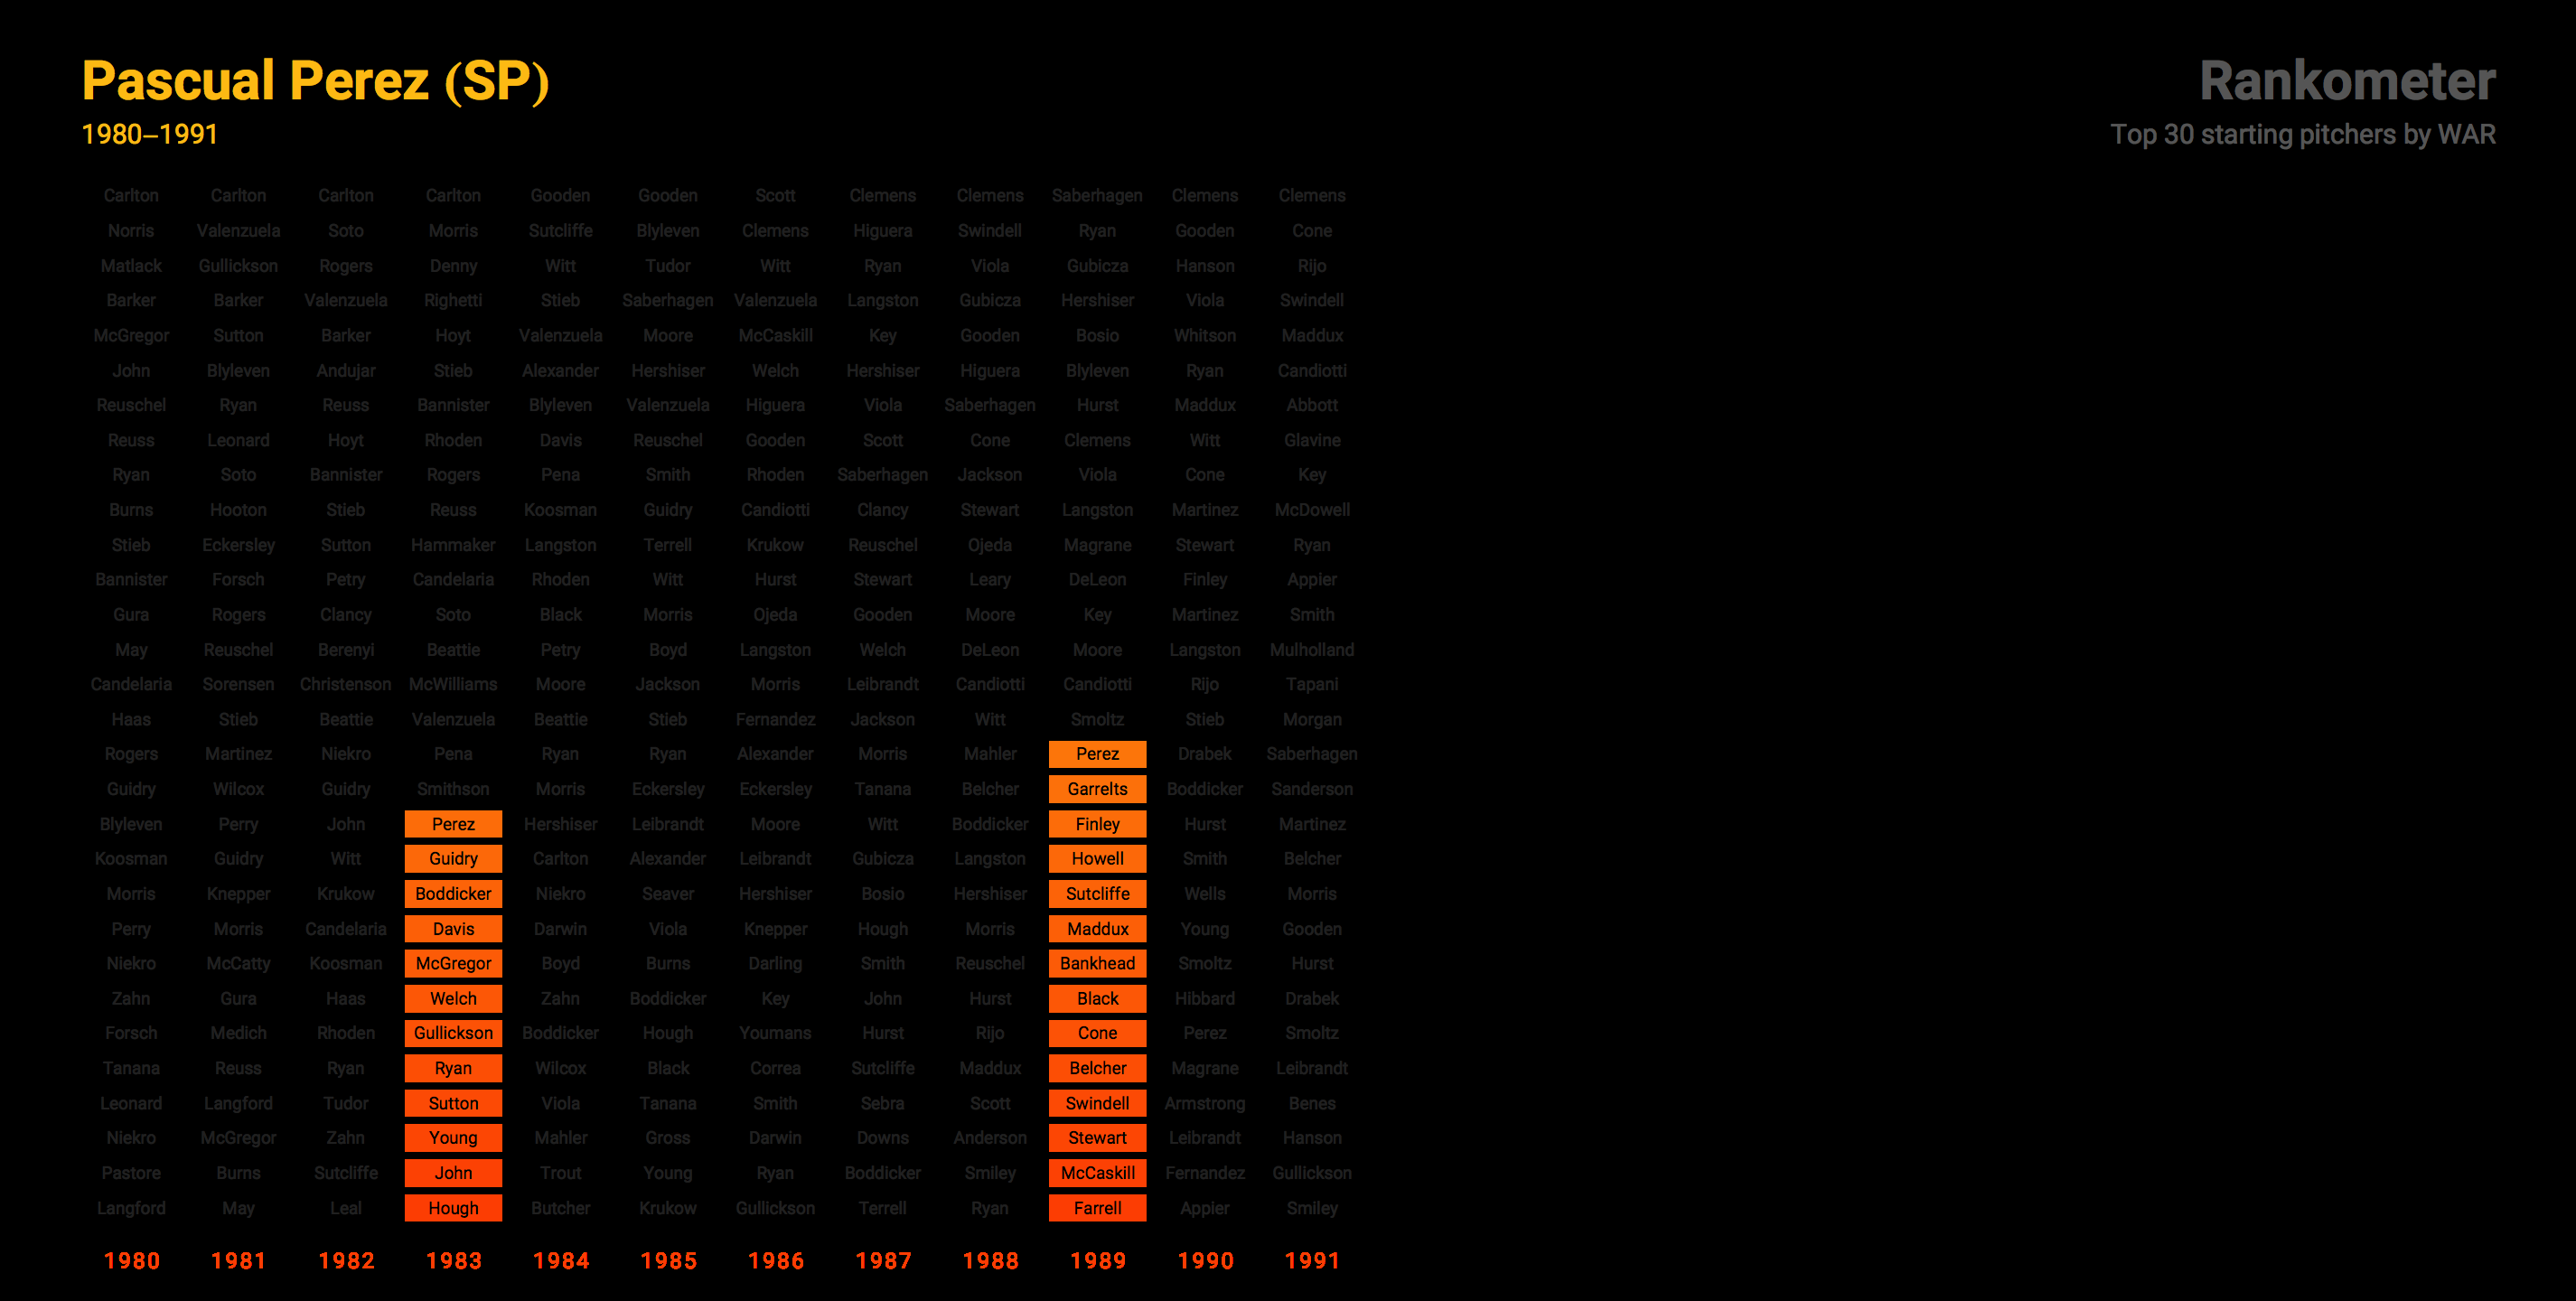 Pascual Perez (SP)
1980–1991
Rankometer
Top 30 starting pitchers by WAR
Carlton Carlton Carlton Carlton Gooden Gooden Scott Clemens Clemens Saberhagen Clemens Clemens
Norris Valenzuela Soto Morris Sutcliffe Blyleven Clemens Higuera Swindell Ryan Gooden Cone
Matlack Gullickson Rogers Denny Witt Tudor Witt Ryan Viola Gubicza Hanson Rijo
Barker Barker Valenzuela Righetti Stieb Saberhagen Valenzuela Langston Gubicza Hershiser Viola Swindell
McGregor Sutton Barker Hoyt Valenzuela Moore McCaskill Key Gooden Bosio Whitson Maddux
John Blyleven Andujar Stieb Alexander Hershiser Welch Hershiser Higuera Blyleven Ryan Candiotti
Reuschel Ryan Reuss Bannister Blyleven Valenzuela Higuera Viola Saberhagen Hurst Maddux Abbott
Reuss Leonard Hoyt Rhoden Davis Reuschel Gooden Scott Cone Clemens Witt Glavine
Ryan Soto Bannister Rogers Pena Smith Rhoden Saberhagen Jackson Viola Cone Key
Burns Hooton Stieb Reuss Koosman Guidry Candiotti Clancy Stewart Langston Martinez McDowell
Stieb Eckersley Sutton Hammaker Langston Terrell Krukow Reuschel Ojeda Magrane Stewart Ryan
Bannister Forsch Petry Candelaria Rhoden Witt Hurst Stewart Leary DeLeon Finley Appier
Gura Rogers Clancy Soto Black Morris Ojeda Gooden Moore Key Martinez Smith
May Reuschel Berenyi Beattie Petry Boyd Langston Welch DeLeon Moore Langston Mulholland
Candelaria Sorensen Christenson McWilliams Moore Jackson Morris Leibrandt Candiotti Candiotti Rijo Tapani
Haas Stieb Beattie Valenzuela Beattie Stieb Fernandez Jackson Witt Smoltz Stieb Morgan
Rogers Martinez Niekro Pena Ryan Ryan Alexander Morris Mahler Perez Drabek Saberhagen
Guidry Wilcox Guidry Smithson Morris Eckersley Eckersley Tanana Belcher Garrelts Boddicker Sanderson
Blyleven Perry John Perez Hershiser Leibrandt Moore Witt Boddicker Finley Hurst Martinez
Koosman Guidry Witt Guidry Carlton Alexander Leibrandt Gubicza Langston Howell Smith Belcher
Morris Knepper Krukow Boddicker Niekro Seaver Hershiser Bosio Hershiser Sutcliffe Wells Morris
Perry Morris Candelaria Davis Darwin Viola Knepper Hough Morris Maddux Young Gooden
Niekro McCatty Koosman McGregor Boyd Burns Darling Smith Reuschel Bankhead Smoltz Hurst
Zahn Gura Haas Welch Zahn Boddicker Key John Hurst Black Hibbard Drabek
Forsch Medich Rhoden Gullickson Boddicker Hough Youmans Hurst Rijo Cone Perez Smoltz
Tanana Reuss Ryan Ryan Wilcox Black Correa Sutcliffe Maddux Belcher Magrane Leibrandt
Leonard Langford Tudor Sutton Viola Tanana Smith Sebra Scott Swindell Armstrong Benes
Niekro McGregor Zahn Young Mahler Gross Darwin Downs Anderson Stewart Leibrandt Hanson
Pastore Burns Sutcliffe John Trout Young Ryan Boddicker Smiley McCaskill Fernandez Gullickson
Langford May Leal Hough Butcher Krukow Gullickson Terrell Ryan Farrell Appier Smiley
1980 1981 1982 1983 1984 1985 1986 1987 1988 1989 1990 1991